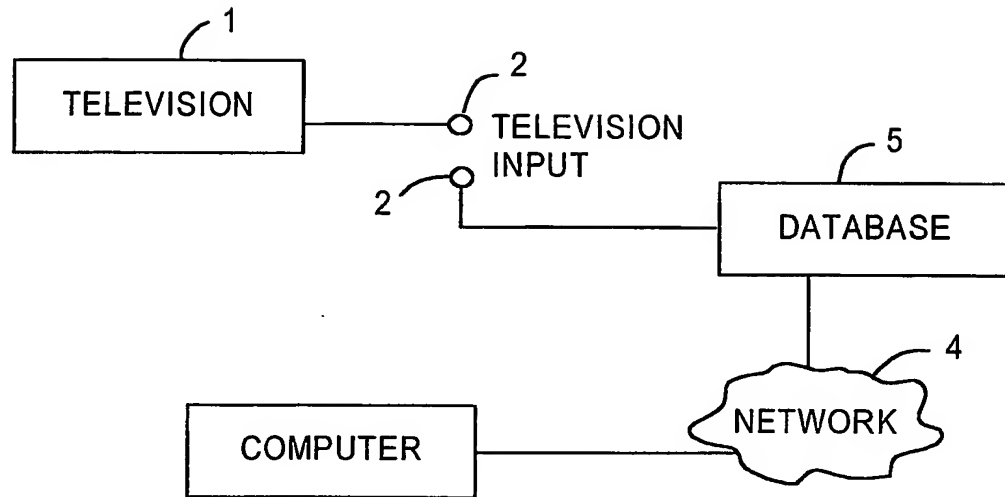 1
TELEVISION
2
TELEVISION
INPUT
2
5
DATABASE
4
NETWORK
COMPUTER